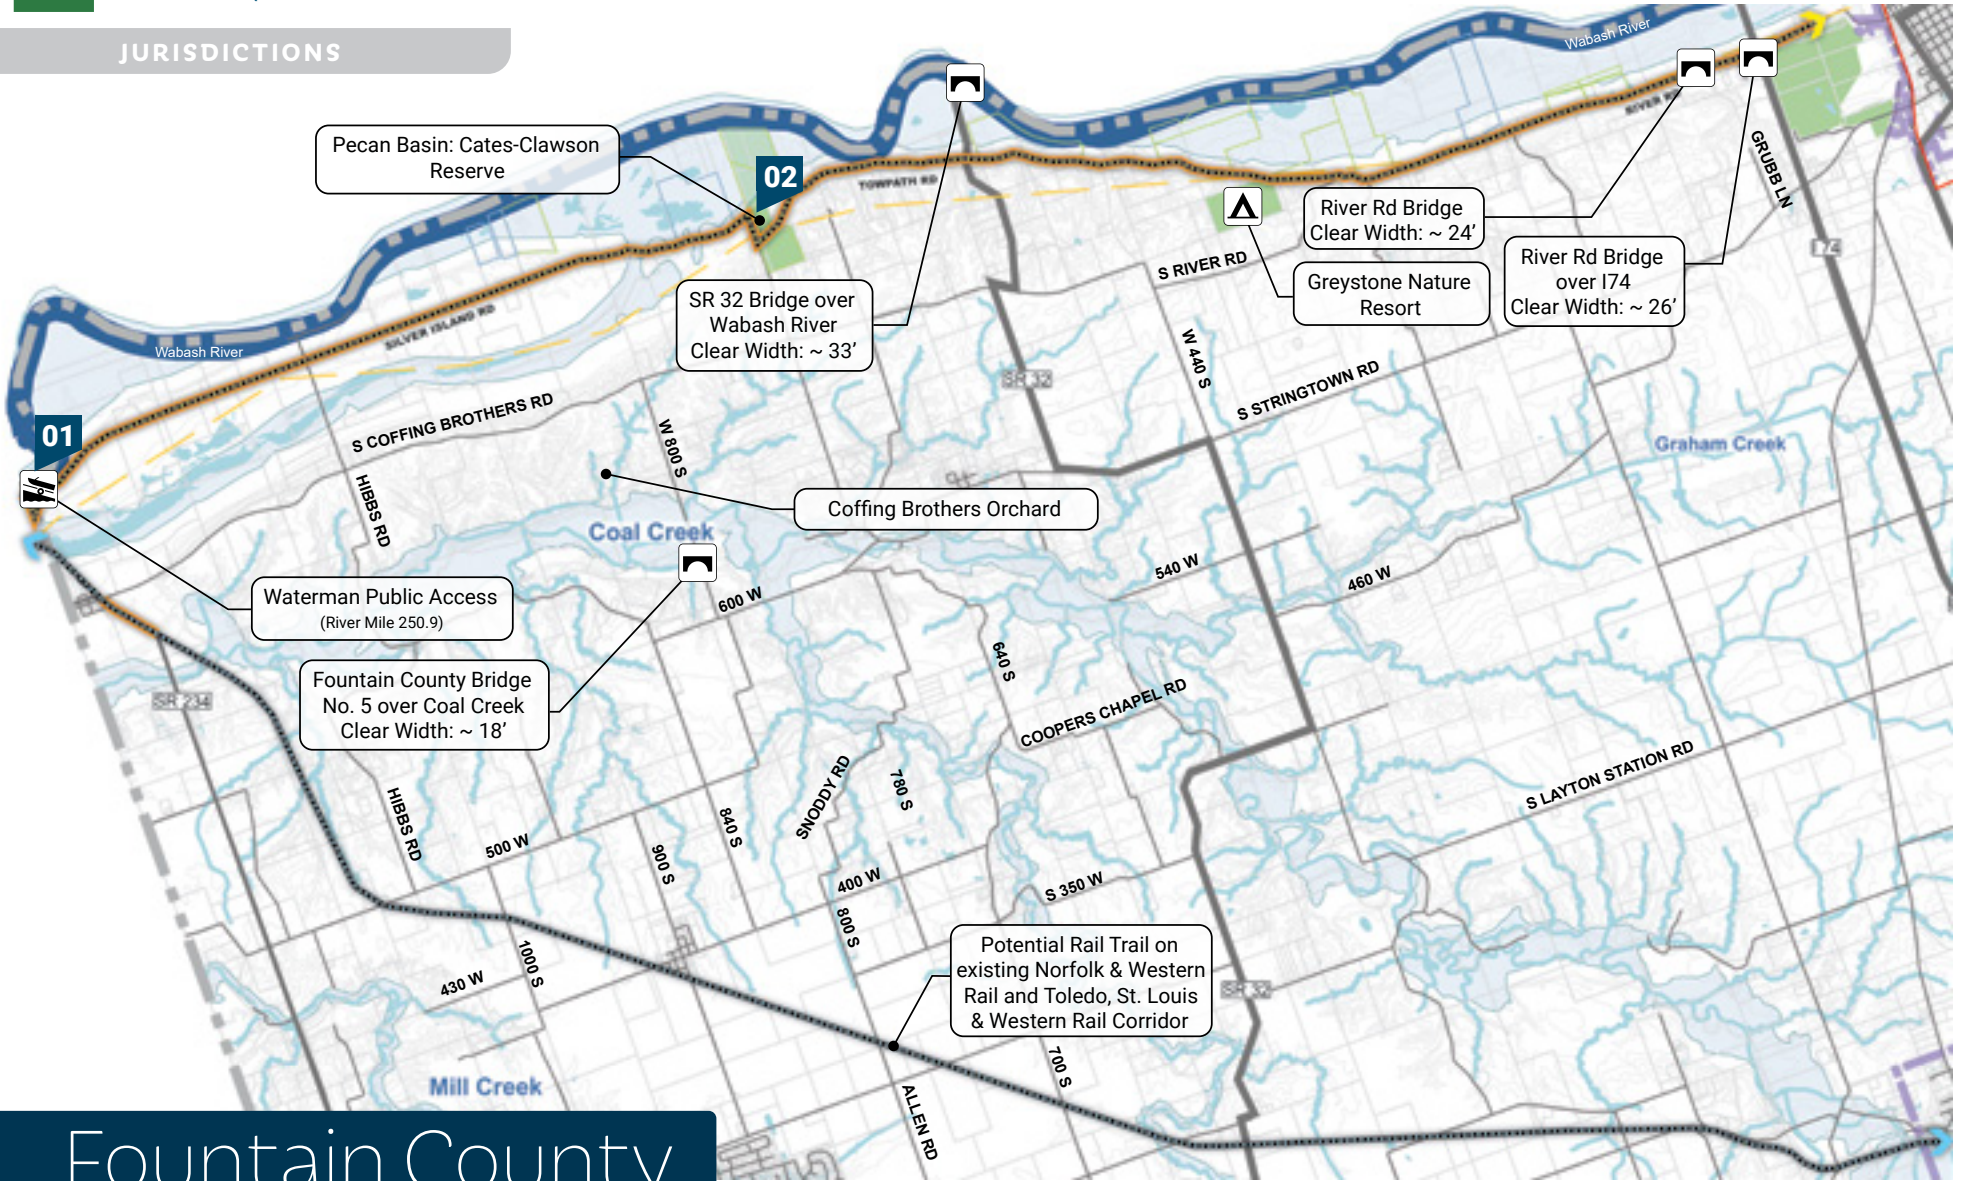 JURISDICTIONS
Wabash River
Pecan Basin: Cates-Clawson
Reserve
02
TOWPATH RD
RIVER RD
GRUBB LN
I 74
River Rd Bridge
Clear Width: ~ 24'
River Rd Bridge
over I74
Clear Width: ~ 26'
Greystone Nature
Resort
S RIVER RD
SR 32 Bridge over
Wabash River
Clear Width: ~ 33'
SILVER ISLAND RD
Wabash River
W 440 S
S STRINGTOWN RD
SR 32
S COFFING BROTHERS RD
W 800 S
01
Graham Creek
HIBBS RD
Coffing Brothers Orchard
Coal Creek
540 W
460 W
600 W
Waterman Public Access
(River Mile 250.9)
640 S
Fountain County Bridge
No. 5 over Coal Creek
Clear Width: ~ 18'
SR 234
COOPERS CHAPEL RD
S LAYTON STATION RD
SNODDY RD
780 S
HIBBS RD
840 S
500 W
900 S
400 W
S 350 W
800 S
1000 S
430 W
Potential Rail Trail on
existing Norfolk & Western
Rail and Toledo, St. Louis
& Western Rail Corridor
SR 32
700 S
Mill Creek
ALLEN RD
Fountain County